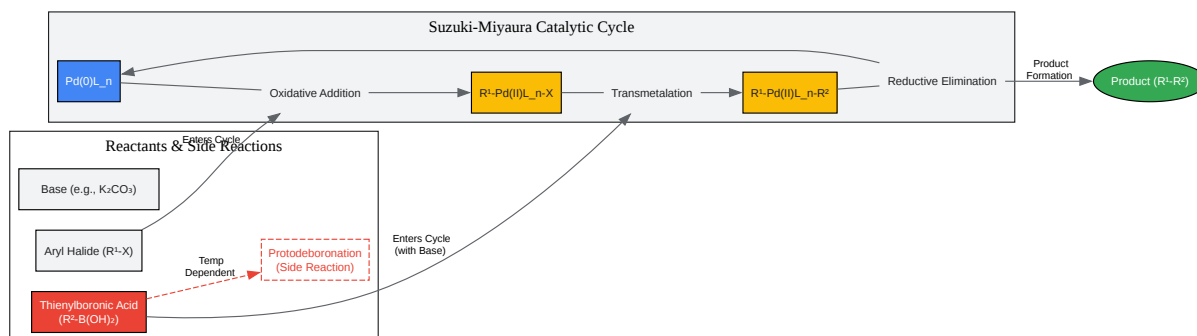 Suzuki-Miyaura Catalytic Cycle
Pd(0)L_n
Oxidative Addition
R¹-Pd(II)L_n-X
Transmetalation
R¹-Pd(II)L_n-R²
Reductive Elimination
Product
Formation
Product (R¹-R²)
Enters Cycle
Reactants & Side Reactions
Base (e.g., K₂CO₃)
Aryl Halide (R¹-X)
Temp
Dependent
Protodeboronation
(Side Reaction)
Enters Cycle
(with Base)
Thienylboronic Acid
(R²-B(OH)₂)